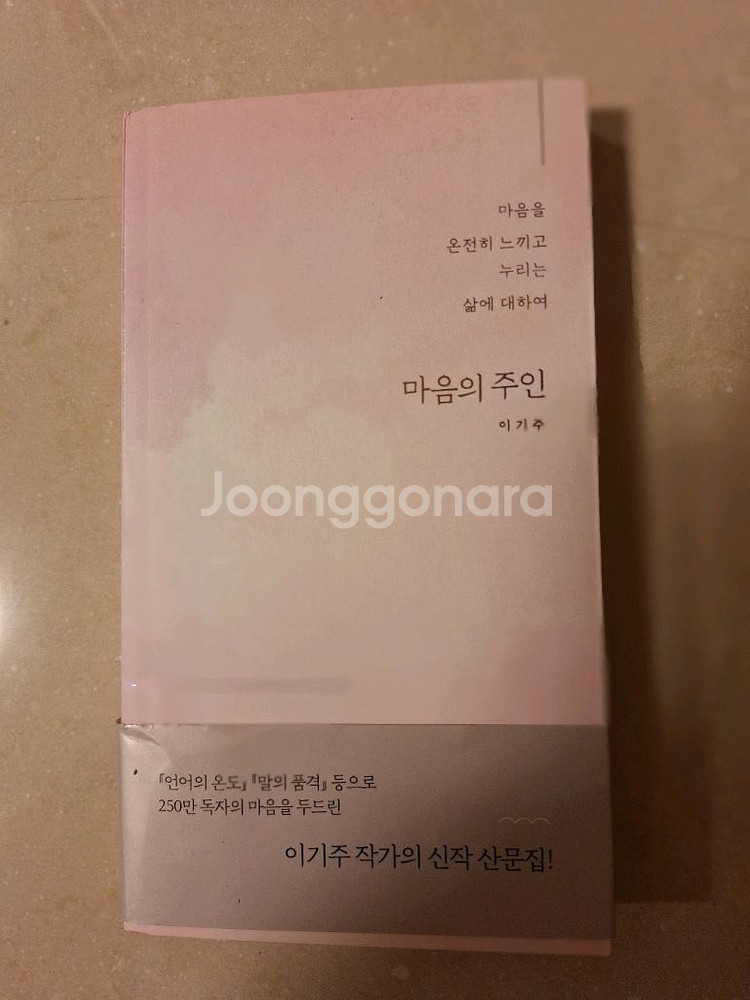 마음을
온전히 느끼고
누리는
삶에 대하여
마음의 주인
이기주
Joonggonara
『언어의 온도』 『말의 품격』 등으로
250만 독자의 마음을 두드린
이기주 작가의 신작 산문집!